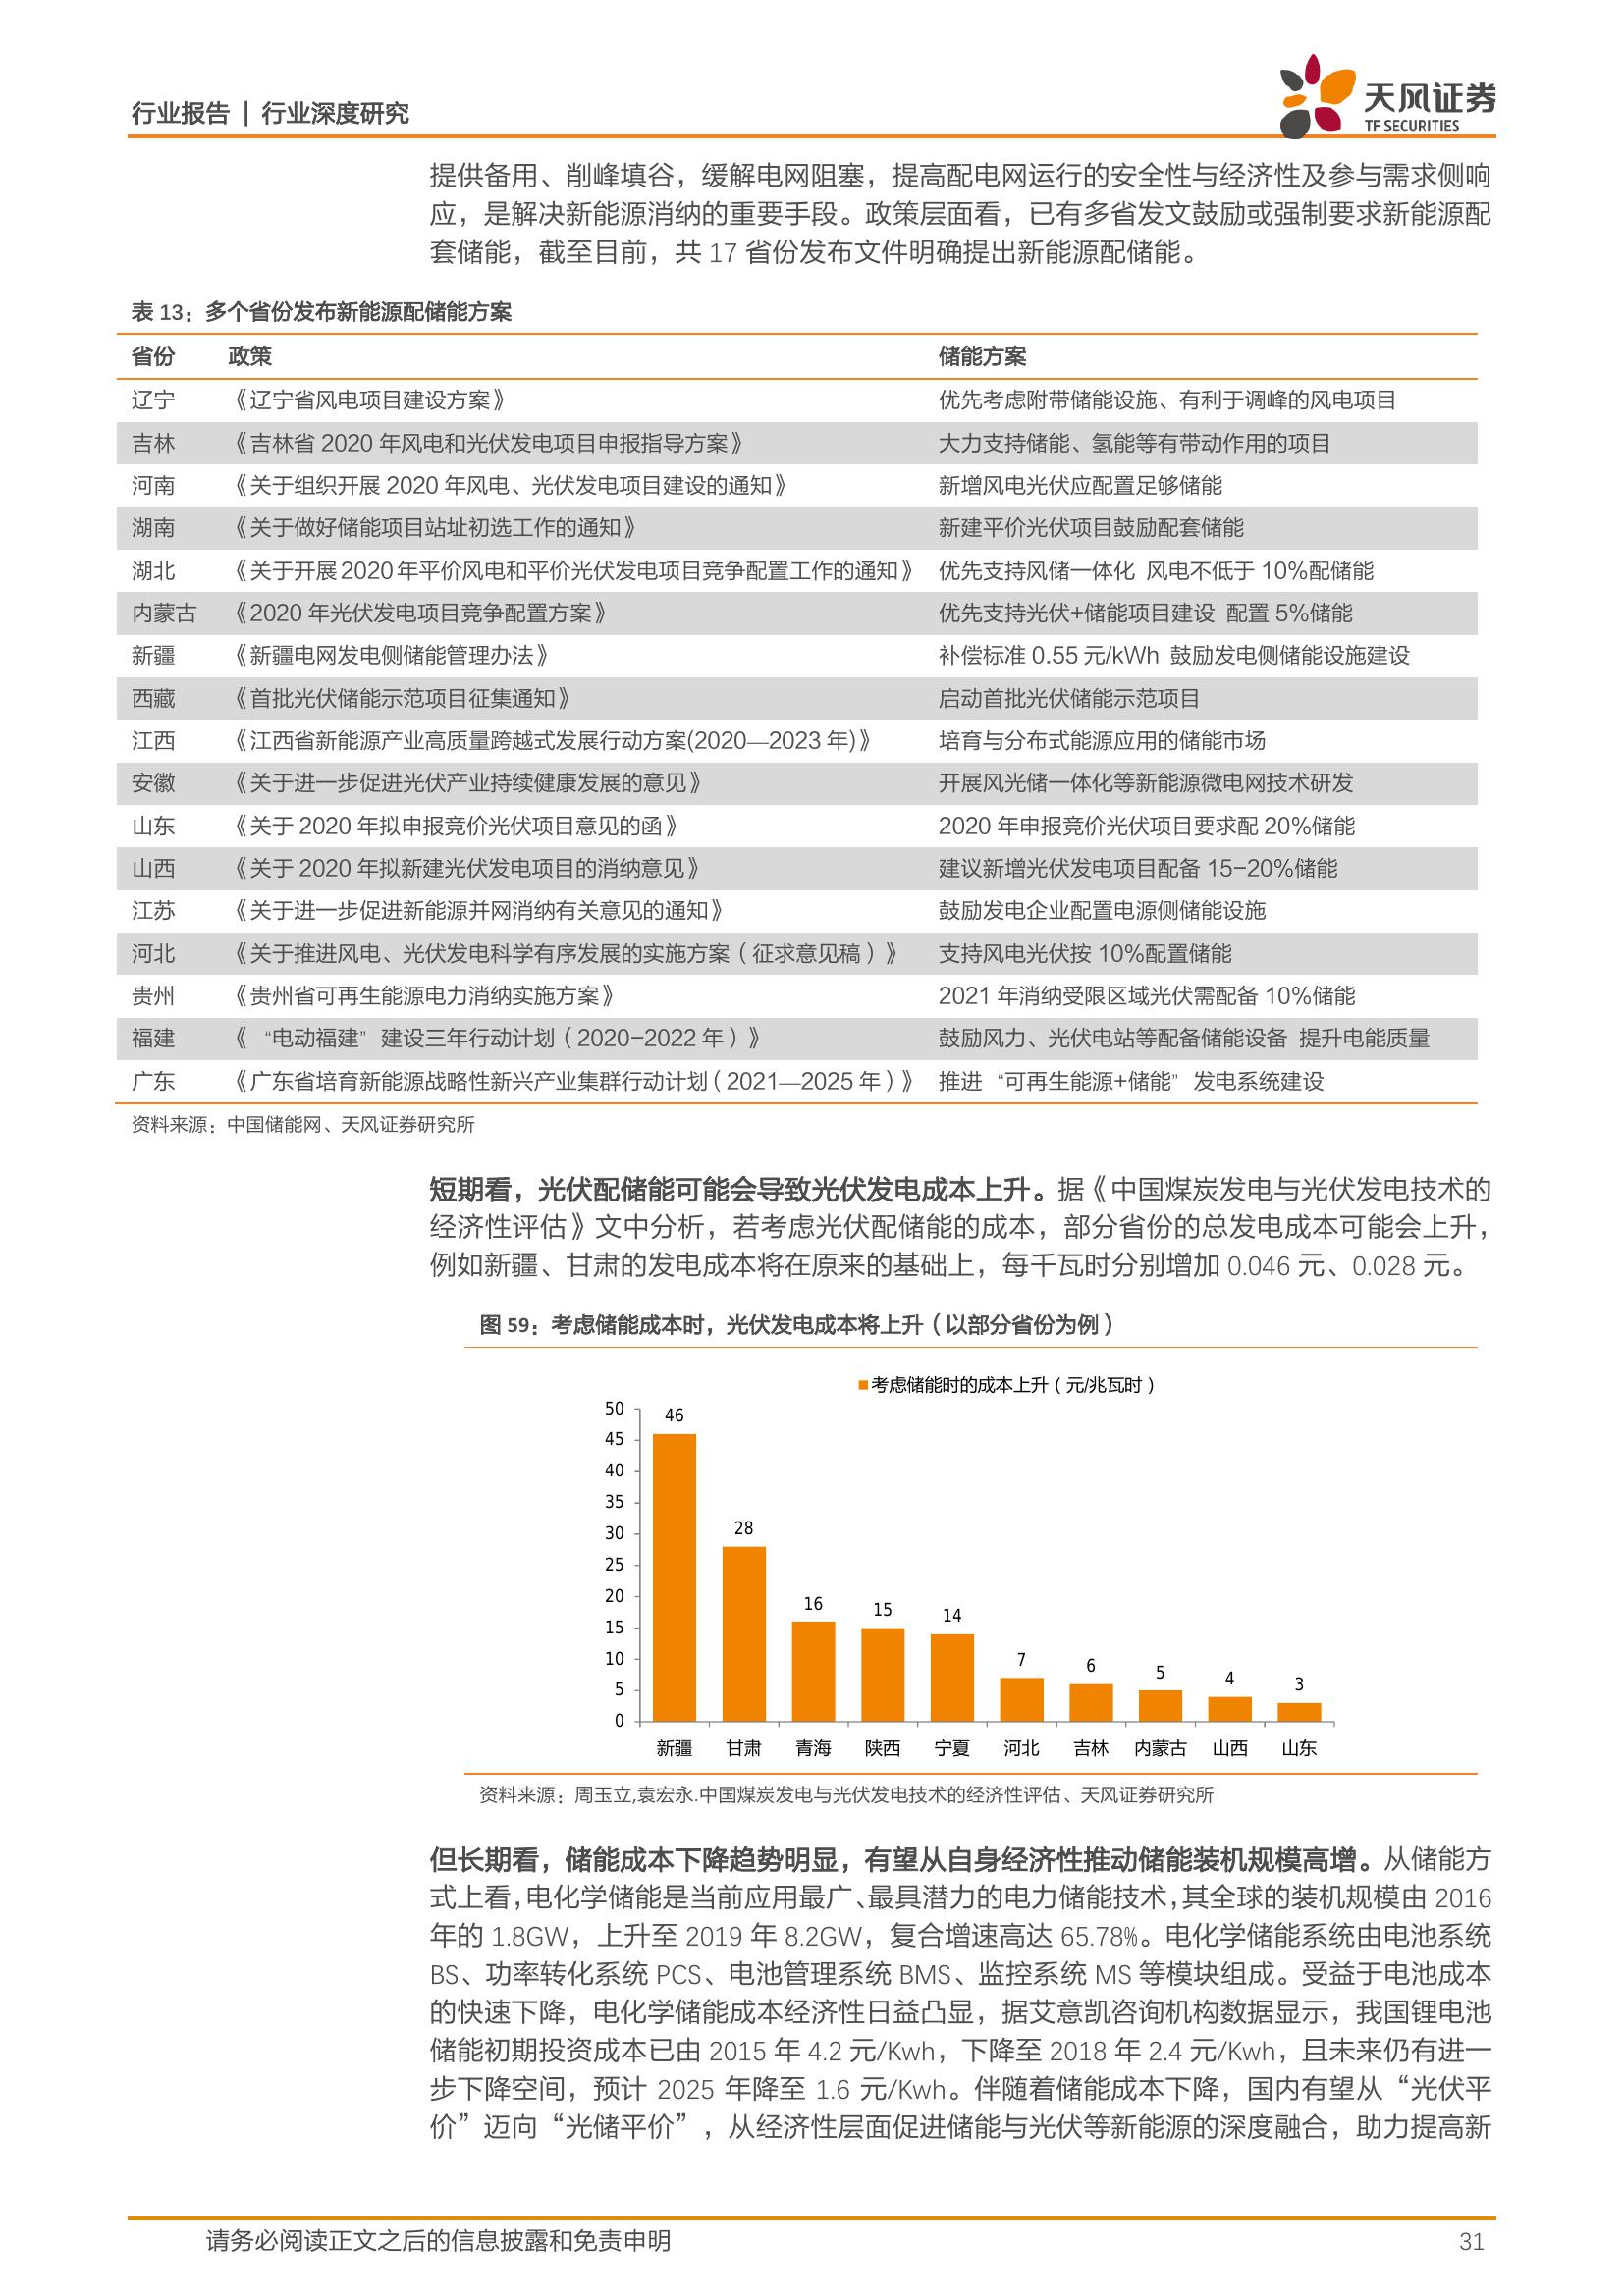 行业报告 | 行业深度研究
天风证券
TF SECURITIES
提供备用、削峰填谷，缓解电网阻塞，提高配电网运行的安全性与经济性及参与需求侧响
应，是解决新能源消纳的重要手段。政策层面看，已有多省发文鼓励或强制要求新能源配
套储能，截至目前，共 17 省份发布文件明确提出新能源配储能。
表 13：多个省份发布新能源配储能方案
省份 政策 储能方案
辽宁 《辽宁省风电项目建设方案》 优先考虑附带储能设施、有利于调峰的风电项目
吉林 《吉林省 2020 年风电和光伏发电项目申报指导方案》 大力支持储能、氢能等有带动作用的项目
河南 《关于组织开展 2020 年风电、光伏发电项目建设的通知》 新增风电光伏应配置足够储能
湖南 《关于做好储能项目站址初选工作的通知》 新建平价光伏项目鼓励配套储能
湖北 《关于开展2020年平价风电和平价光伏发电项目竞争配置工作的通知》 优先支持风储一体化 风电不低于 10%配储能
内蒙古 《2020 年光伏发电项目竞争配置方案》 优先支持光伏+储能项目建设 配置 5%储能
新疆 《新疆电网发电侧储能管理办法》 补偿标准 0.55 元/kWh 鼓励发电侧储能设施建设
西藏 《首批光伏储能示范项目征集通知》 启动首批光伏储能示范项目
江西 《江西省新能源产业高质量跨越式发展行动方案(2020—2023 年)》 培育与分布式能源应用的储能市场
安徽 《关于进一步促进光伏产业持续健康发展的意见》 开展风光储一体化等新能源微电网技术研发
山东 《关于 2020 年拟申报竞价光伏项目意见的函》 2020 年申报竞价光伏项目要求配 20%储能
山西 《关于 2020 年拟新建光伏发电项目的消纳意见》 建议新增光伏发电项目配备 15-20%储能
江苏 《关于进一步促进新能源并网消纳有关意见的通知》 鼓励发电企业配置电源侧储能设施
河北 《关于推进风电、光伏发电科学有序发展的实施方案（征求意见稿）》 支持风电光伏按 10%配置储能
贵州 《贵州省可再生能源电力消纳实施方案》 2021 年消纳受限区域光伏需配备 10%储能
福建 《 “电动福建” 建设三年行动计划（2020-2022 年）》 鼓励风力、光伏电站等配备储能设备 提升电能质量
广东 《广东省培育新能源战略性新兴产业集群行动计划（2021—2025 年）》 推进 “可再生能源+储能” 发电系统建设
资料来源：中国储能网、天风证券研究所
短期看，光伏配储能可能会导致光伏发电成本上升。据《中国煤炭发电与光伏发电技术的
经济性评估》文中分析，若考虑光伏配储能的成本，部分省份的总发电成本可能会上升，
例如新疆、甘肃的发电成本将在原来的基础上，每千瓦时分别增加 0.046 元、0.028 元。
图 59：考虑储能成本时，光伏发电成本将上升（以部分省份为例）
考虑储能时的成本上升（元/兆瓦时）
50
45
40
35
30
25
20
15
10
5
0
46 28 16 15 14 7 6 5 4 3
新疆 甘肃 青海 陕西 宁夏 河北 吉林 内蒙古 山西 山东
资料来源：周玉立,袁宏永.中国煤炭发电与光伏发电技术的经济性评估、天风证券研究所
但长期看，储能成本下降趋势明显，有望从自身经济性推动储能装机规模高增。从储能方
式上看，电化学储能是当前应用最广、最具潜力的电力储能技术，其全球的装机规模由 2016
年的 1.8GW，上升至 2019 年 8.2GW，复合增速高达 65.78%。电化学储能系统由电池系统
BS、功率转化系统 PCS、电池管理系统 BMS、监控系统 MS 等模块组成。受益于电池成本
的快速下降，电化学储能成本经济性日益凸显，据艾意凯咨询机构数据显示，我国锂电池
储能初期投资成本已由 2015 年 4.2 元/Kwh，下降至 2018 年 2.4 元/Kwh，且未来仍有进一
步下降空间，预计 2025 年降至 1.6 元/Kwh。伴随着储能成本下降，国内有望从“光伏平
价”迈向“光储平价”，从经济性层面促进储能与光伏等新能源的深度融合，助力提高新
请务必阅读正文之后的信息披露和免责申明
31